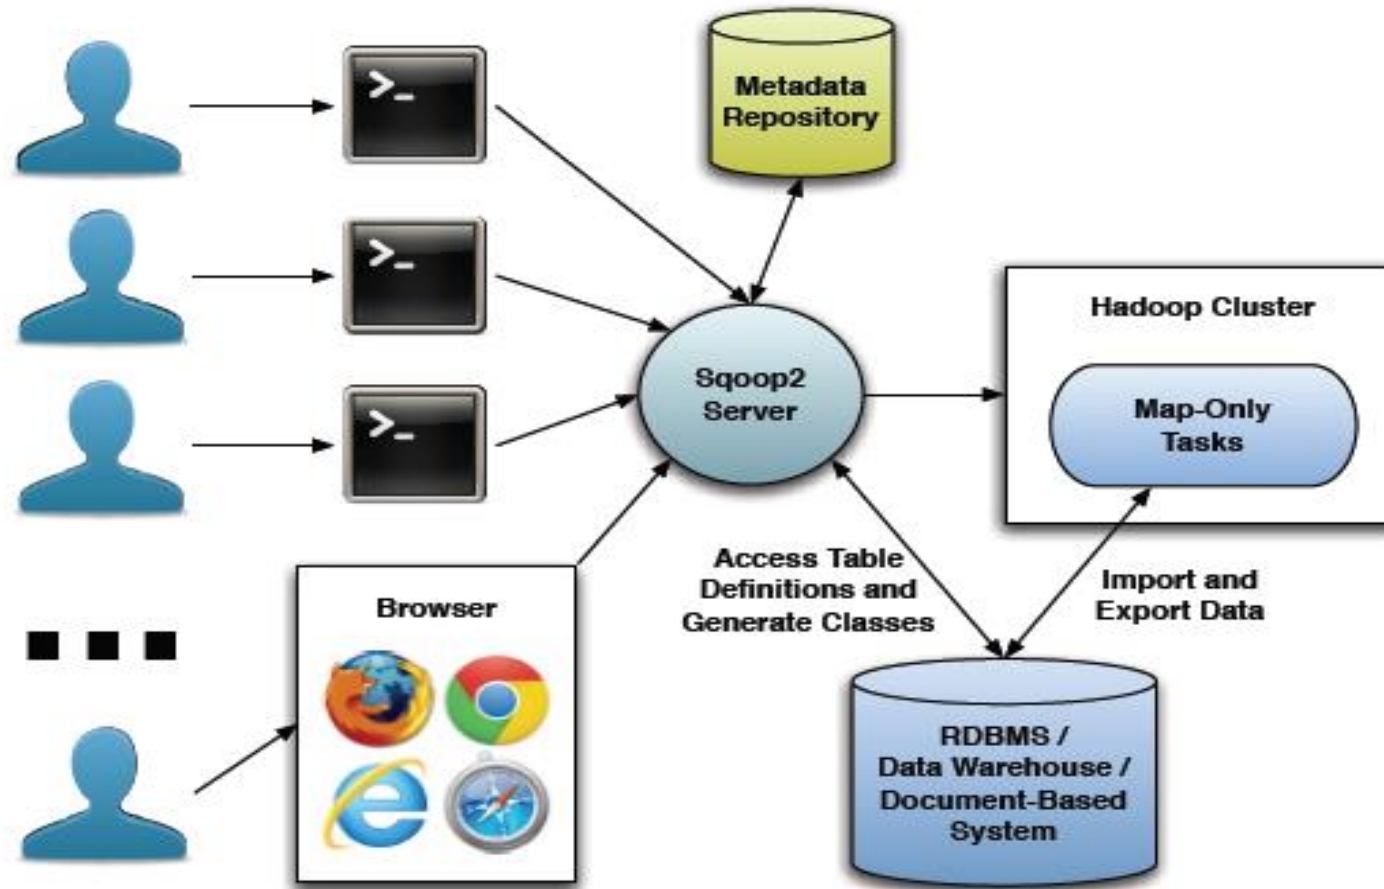 >_
Metadata
Repository
>_
Hadoop Cluster
Sqoop2
Server
Map-Only
Tasks
>_
Access Table
Definitions and
Generate Classes
Import and
Export Data
Browser
RDBMS /
Data Warehouse /
Document-Based
System